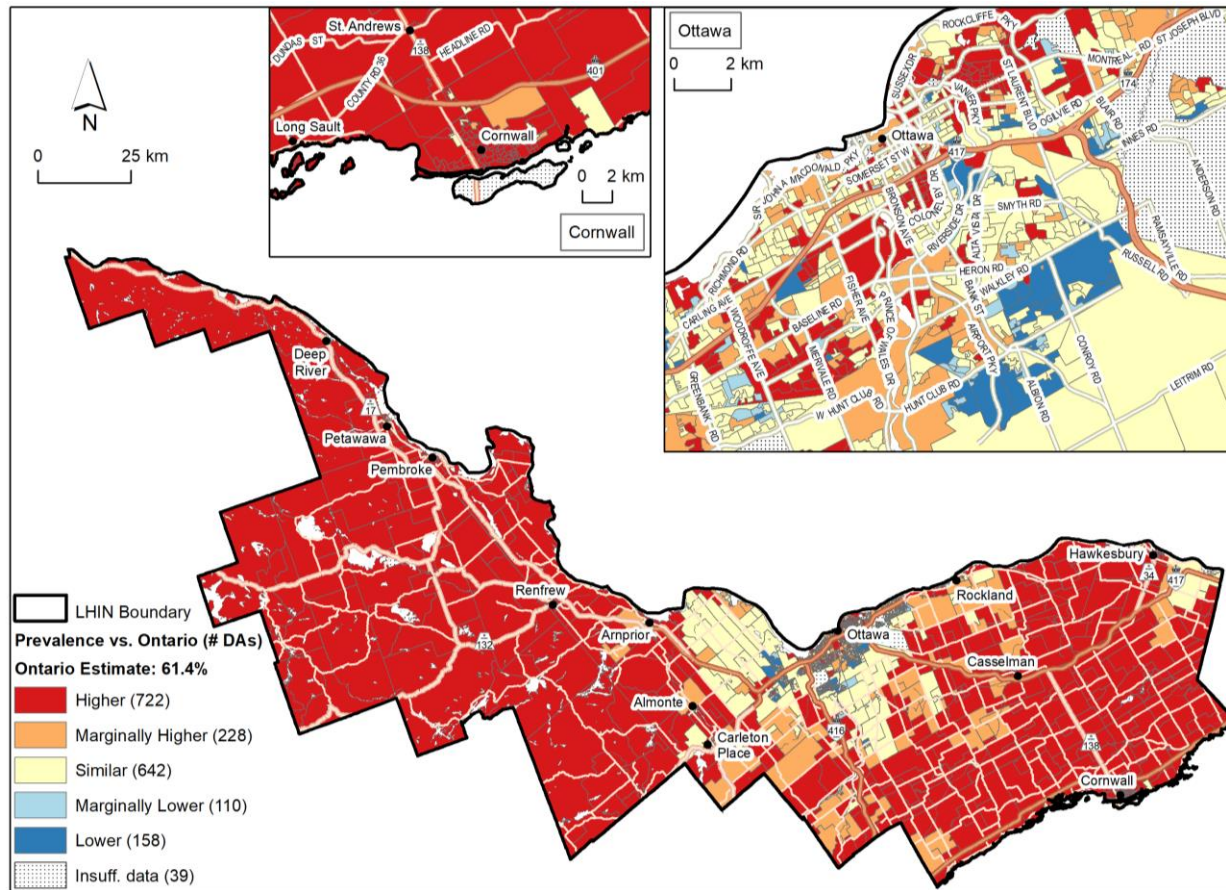 St. Andrews
DUNDAS ST
138
HEADLINE RD
COUNTY RD 36
401
Long Sault
Cornwall
0 2 km
Cornwall
N
0 25 km
Ottawa
0 2 km
ROCKCLIFFE PKY
SUSSEX DR
MONTREAL RD
ST JOSEPH BLVD
ST LAURENT BLVD
VANIER PKY
174
OGILVIE RD
BLAIR RD
INNES RD
Ottawa
417
SIR JOHN A MACDONALD PKY
SOMERSET ST W
ANDERSON RD
BRONSON AVE
COLONEL BY DR
RIVERSIDE DR
ALTA VISTA DR
SMYTH RD
RAMSAYVILLE RD
RUSSELL RD
RICHMOND RD
CARLING AVE
WOODROFFE AVE
BASELINE RD
FISHER AVE
PRINCE OF WALES DR
HERON RD
WALKLEY RD
BANK ST
AIRPORT PKY
MERIVALE RD
GREENBANK RD
W HUNT CLUB RD
HUNT CLUB RD
ALBION RD
CONROY RD
LEITRIM RD
Deep
River
17
Petawawa
Pembroke
Renfrew
132
Arnprior
Almonte
Carleton
Place
Ottawa
416
Rockland
Hawkesbury
34
417
Casselman
138
Cornwall
LHIN Boundary
Prevalence vs. Ontario (# DAs)
Ontario Estimate: 61.4%
Higher (722)
Marginally Higher (228)
Similar (642)
Marginally Lower (110)
Lower (158)
Insuff. data (39)